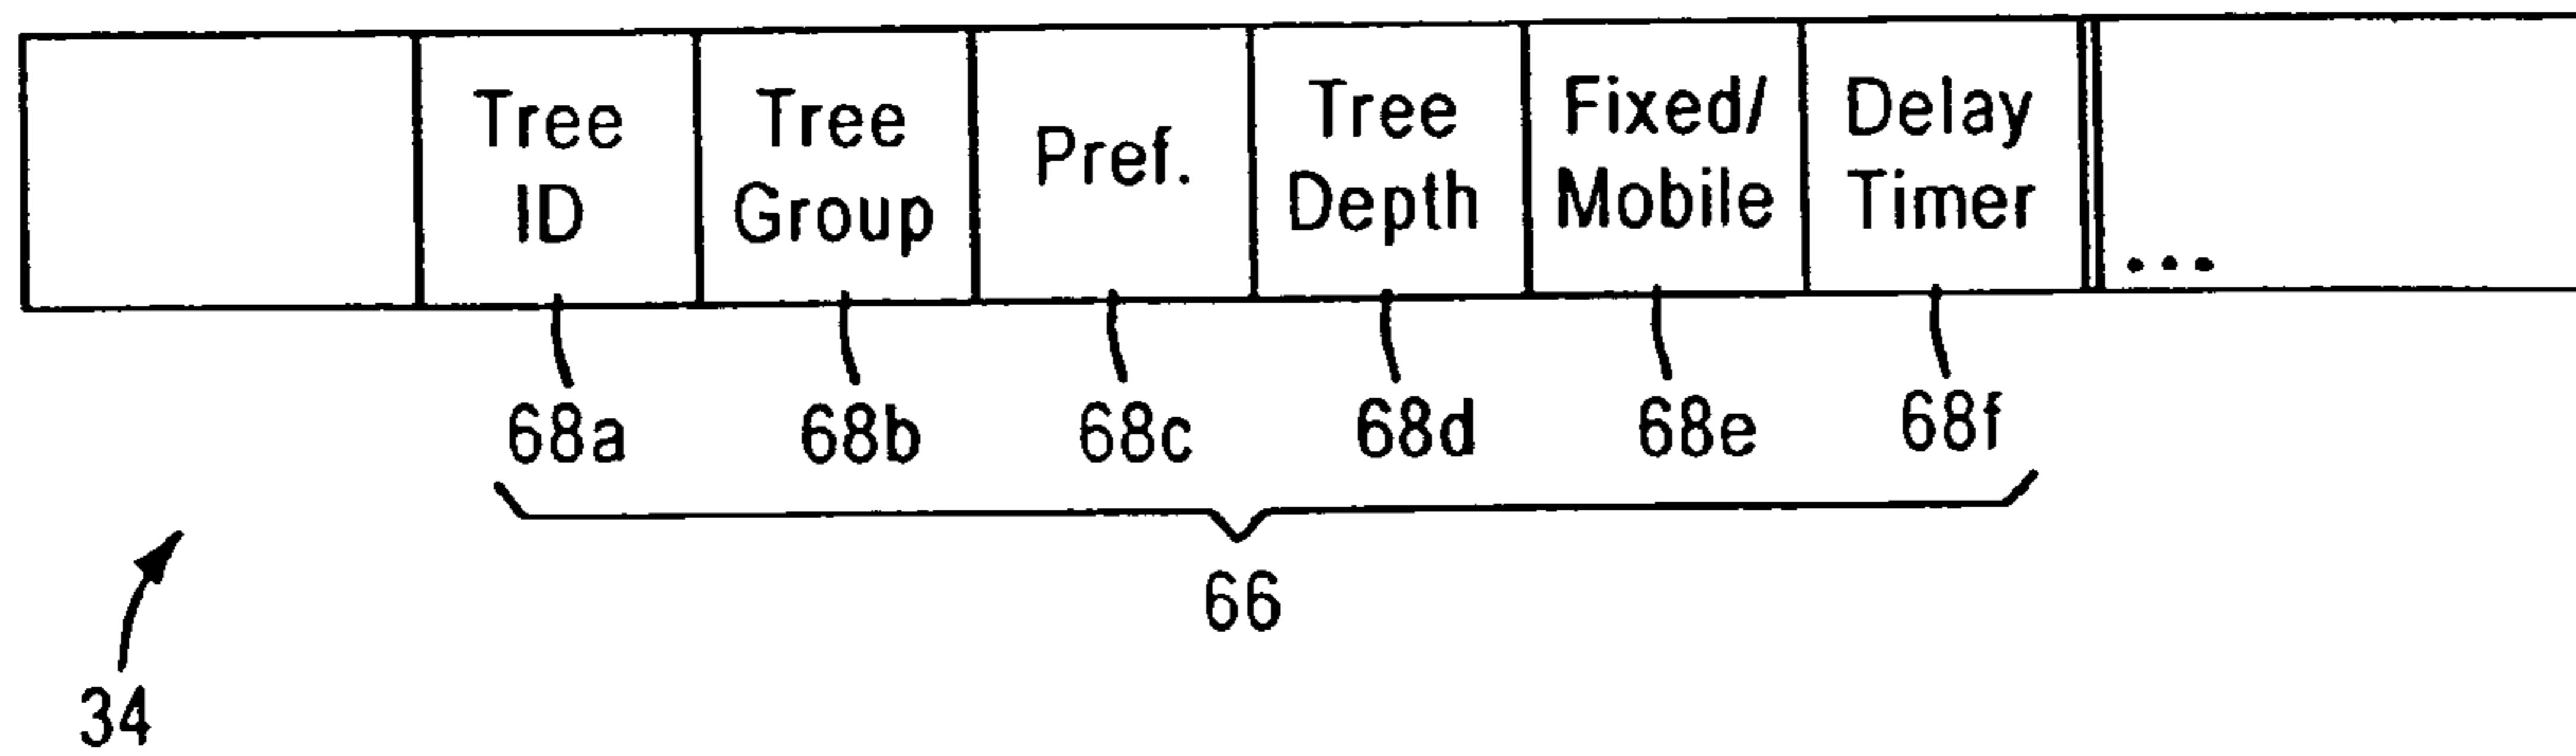 Tree
ID
Tree
Group
Pref.
Tree
Depth
Fixed/
Mobile
Delay
Timer
...
68a 68b 68c 68d 68e 68f
66
34